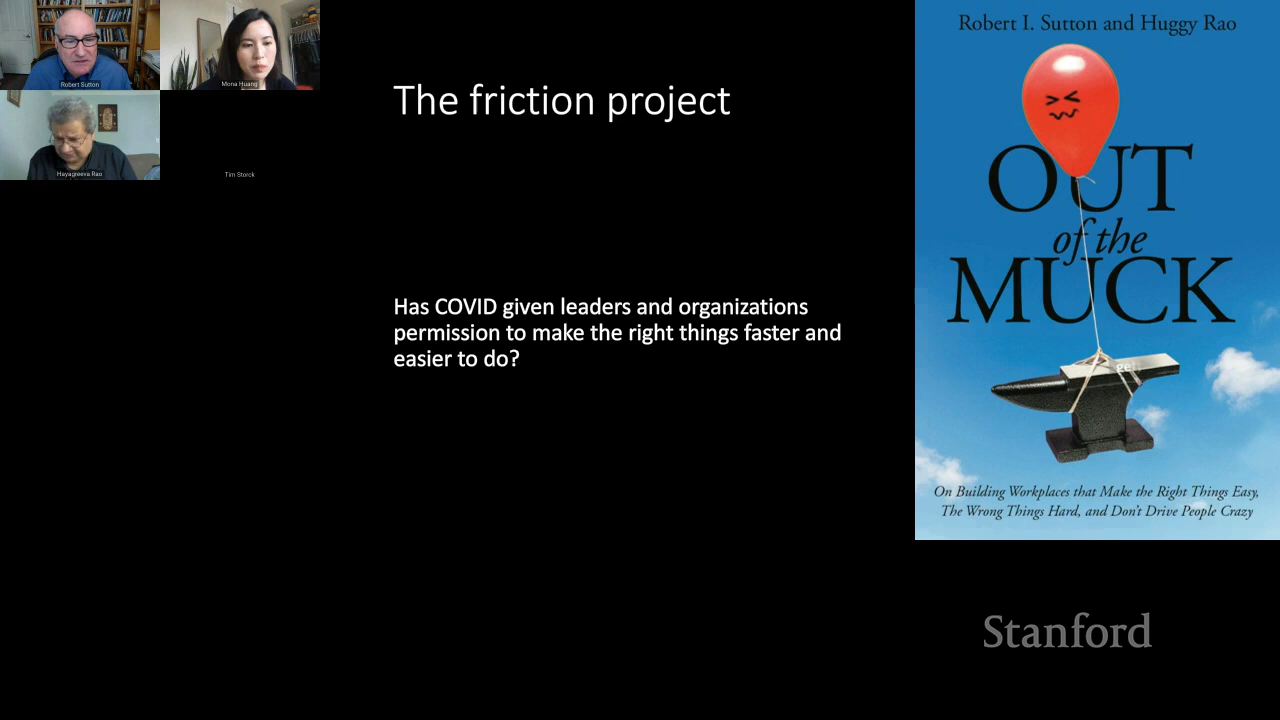 Robert Sutton
Mona Huang
Hayagreeva Rao
Tim Storck
The friction project
Has COVID given leaders and organizations
permission to make the right things faster and
easier to do?
Robert I. Sutton and Huggy Rao
OUT
of the
MUCK
get
On Building Workplaces that Make the Right Things Easy,
The Wrong Things Hard, and Don't Drive People Crazy
Stanford